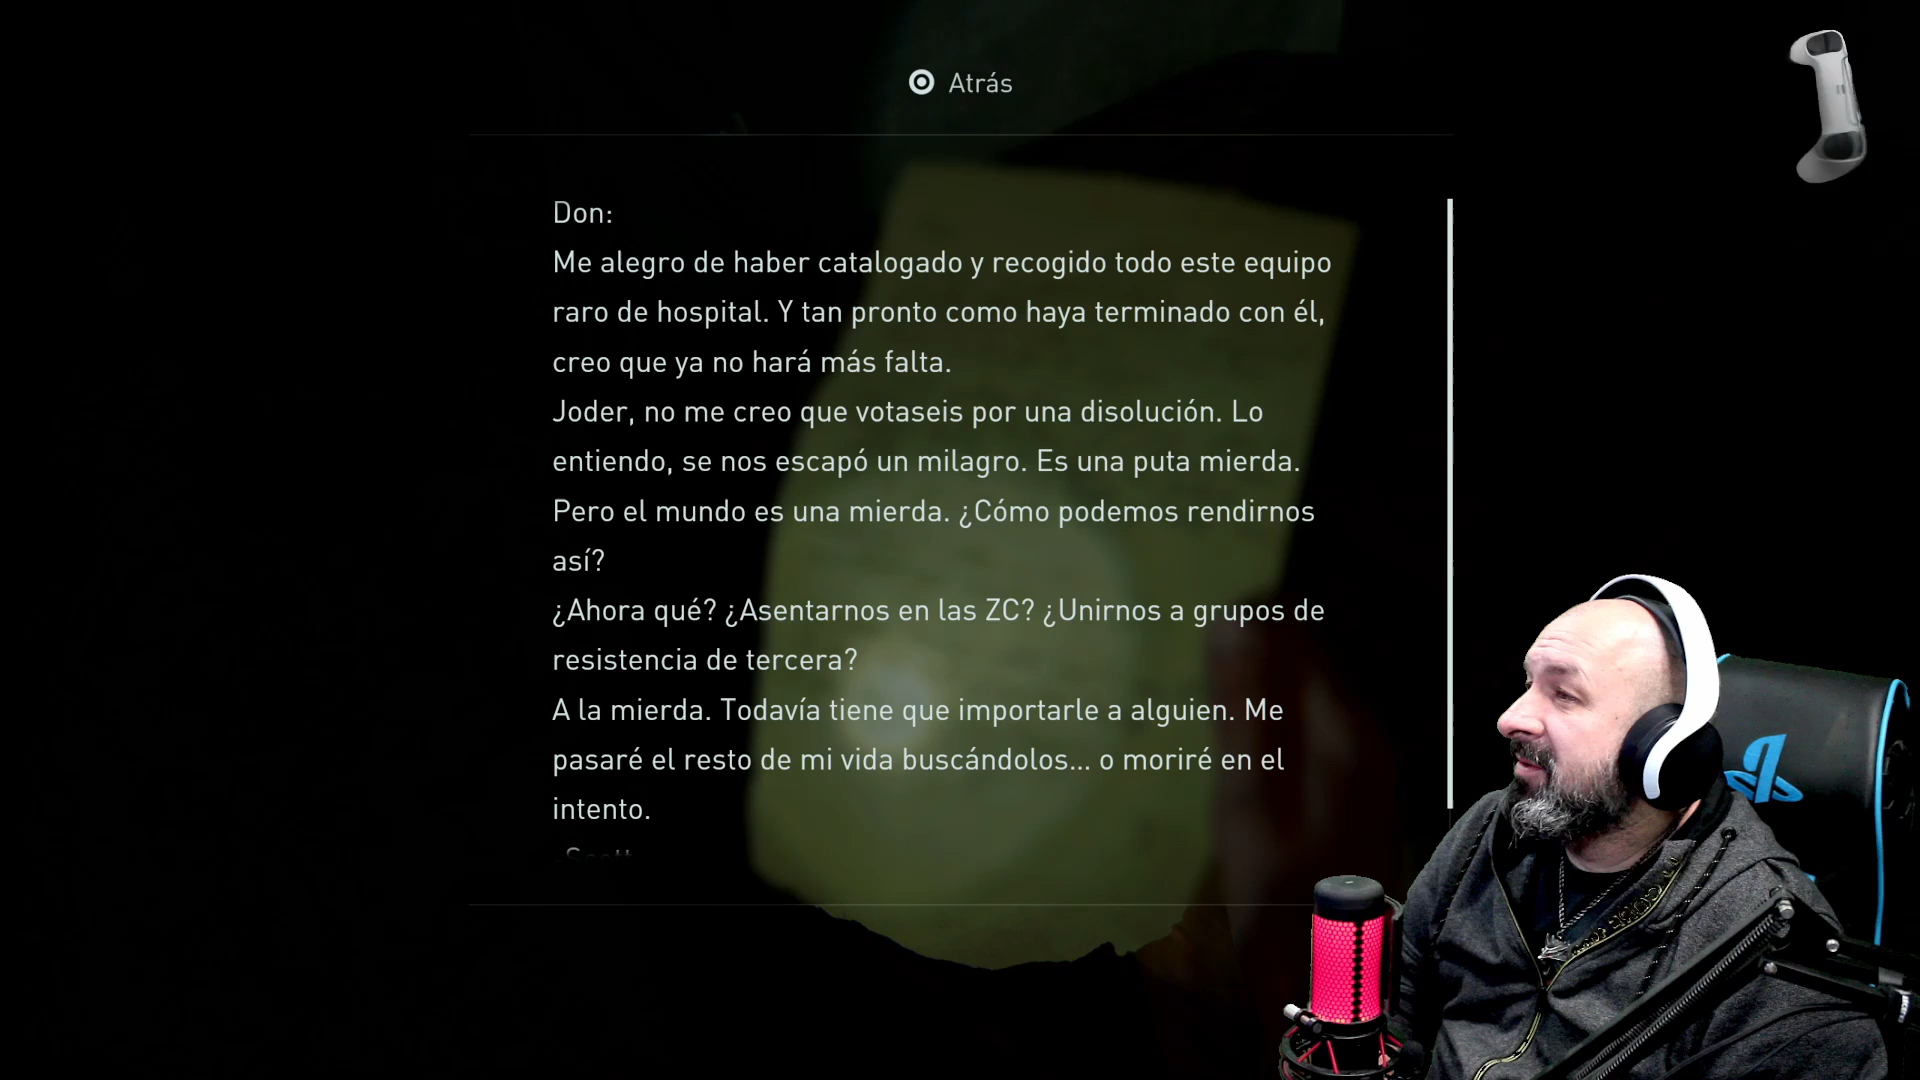 Atrás
Don:
Me alegro de haber catalogado y recogido todo este equipo
raro de hospital. Y tan pronto como haya terminado con él,
creo que ya no hará más falta.
Joder, no me creo que votaseis por una disolución. Lo
entiendo, se nos escapó un milagro. Es una puta mierda.
Pero el mundo es una mierda. ¿Cómo podemos rendirnos
así?
¿Ahora qué? ¿Asentarnos en las ZC? ¿Unirnos a grupos de
resistencia de tercera?
A la mierda. Todavía tiene que importarle a alguien. Me
pasaré el resto de mi vida buscándolos... o moriré en el
intento.